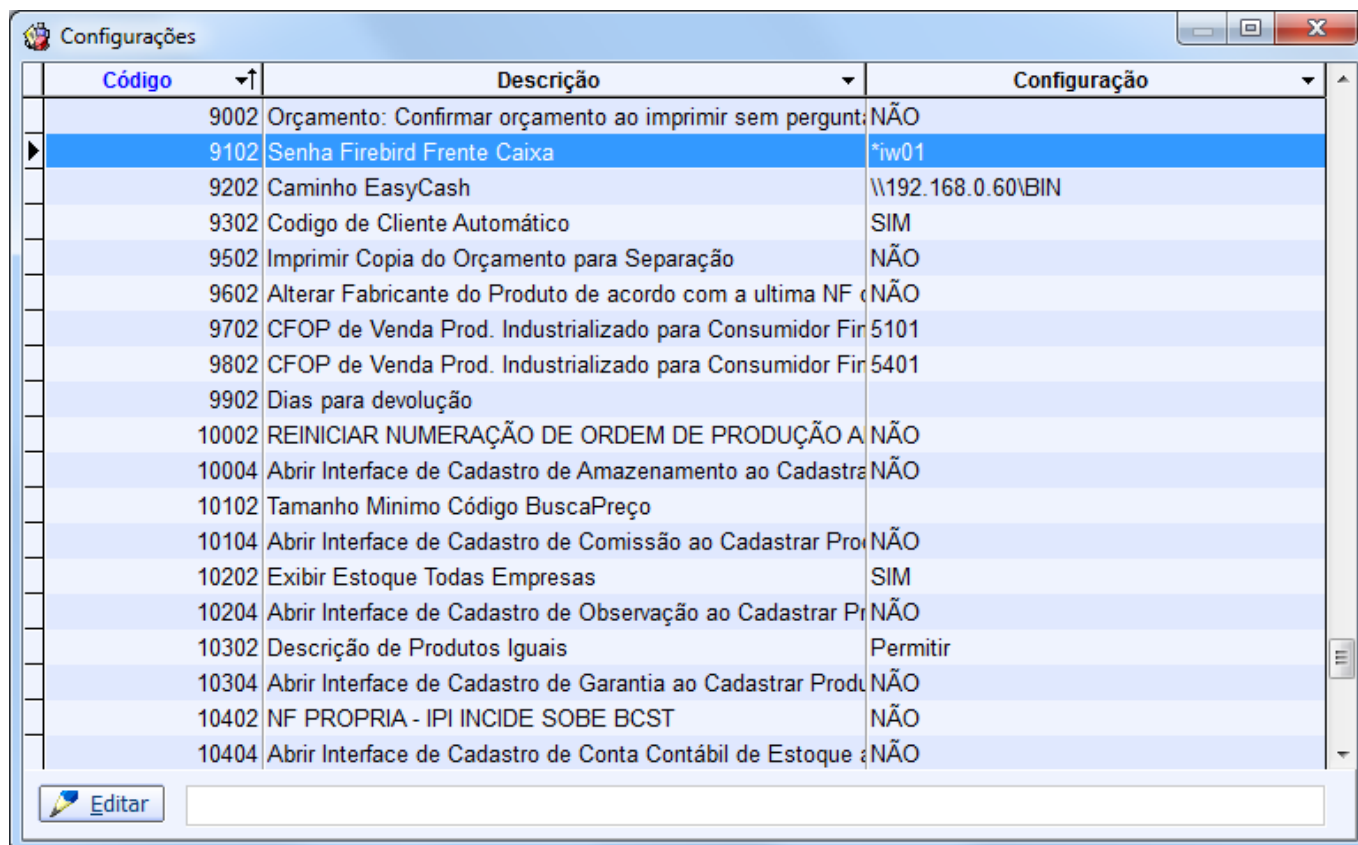 Configurações
Código Descrição Configuração
9002 Orçamento: Confirmar orçamento ao imprimir sem NÃO
9102 Senha Firebird Frente Caixa *iw01
9202 Caminho EasyCash \\192.168.0.60\BIN
9302 Codigo de Cliente Automático SIM
9502 Imprimir Copia do Orçamento para Separação NÃO
9602 Alterar Fabricante do Produto de acordo com a ultima NF NÃO
9702 CFOP de Venda Prod. Industrializado para Consumidor 5101
9802 CFOP de Venda Prod. Industrializado para Consumidor 5401
9902 Dias para devolução
10002 REINICIAR NUMERAÇÃO DE ORDEM DE PRODUÇÃO NÃO
10004 Abrir Interface de Cadastro de Amazenamento ao NÃO
10102 Tamanho Minimo Código BuscaPreço
10104 Abrir Interface de Cadastro de Comissão ao Cadastrar NÃO
10202 Exibir Estoque Todas Empresas SIM
10204 Abrir Interface de Cadastro de Observação ao Cadastrar NÃO
10302 Descrição de Produtos Iguais Permitir
10304 Abrir Interface de Cadastro de Garantia ao Cadastrar NÃO
10402 NF PROPRIA - IPI INCIDE SOBE BCST NÃO
10404 Abrir Interface de Cadastro de Conta Contábil de Estoque NÃO
Editar